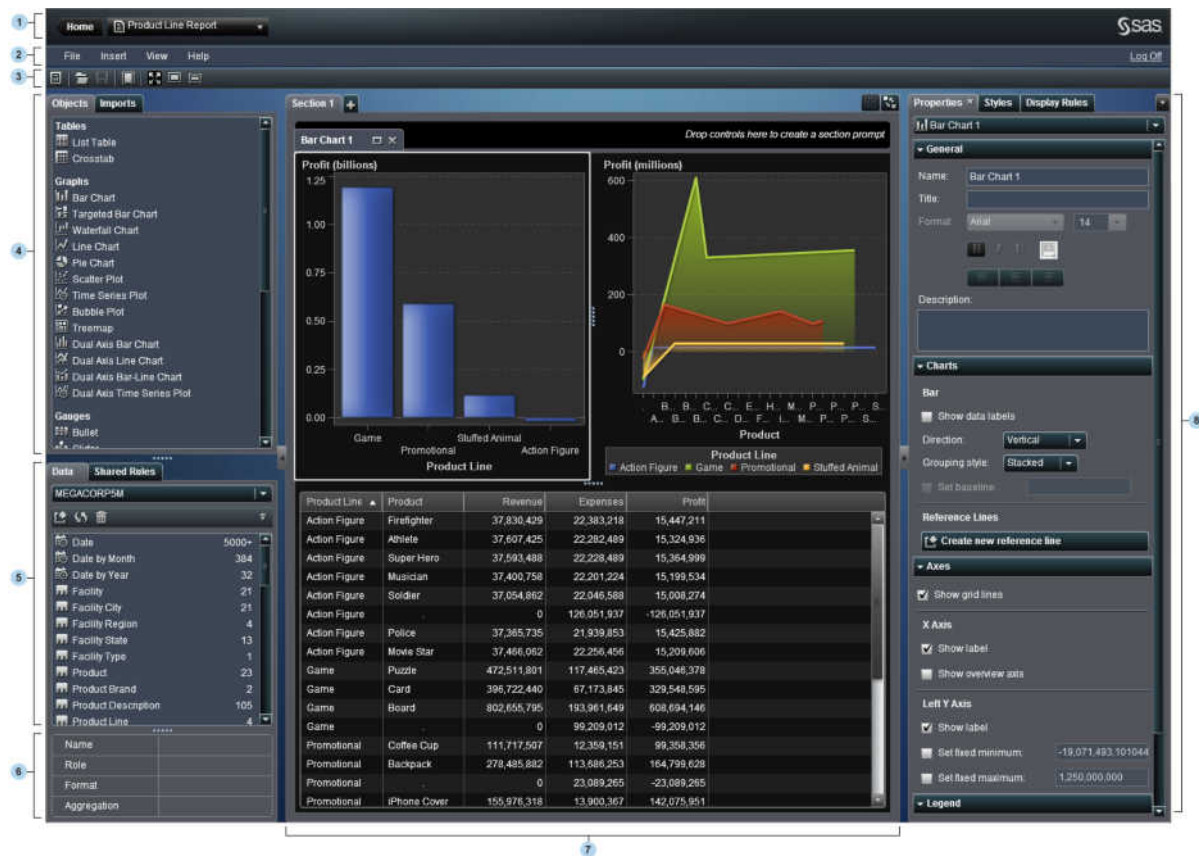 1
Home
Product Line Report
sas
2
File Insert View Help
Log Off
3
4
Objects Imports
Tables
List Table
Crosstab
Graphs
Bar Chart
Targeted Bar Chart
Waterfall Chart
Line Chart
Pie Chart
Scatter Plot
Time Series Plot
Bubble Plot
Treemap
Dual Axis Bar Chart
Dual Axis Line Chart
Dual Axis Bar-Line Chart
Dual Axis Time Series Plot
Gauges
Bullet
Slider
5
Data Shared Rules
MEGACORP5M
Date 5000+
Date by Month 384
Date by Year 32
Facility 21
Facility City 21
Facility Region 4
Facility State 13
Facility Type 1
Product 23
Product Brand 2
Product Description 105
Product Line 4
6
Name
Role
Format
Aggregation
Section 1
Bar Chart 1
Drop controls here to create a section prompt
Profit (billions)
1.25
1.00
0.75
0.50
0.25
0.00
Game
Promotional
Stuffed Animal
Action Figure
Product Line
Profit (millions)
600
400
200
0
B... B... C... C... E... H... M... P... P... P... S...
A... B... B... C... D... F... I... M... P... P... S...
Product
Product Line
Action Figure Game Promotional Stuffed Animal
Product Line Product Revenue Expenses Profit
Action Figure Firefighter 37,830,429 22,383,218 15,447,211
Action Figure Athlete 37,607,425 22,282,489 15,324,936
Action Figure Super Hero 37,593,488 22,228,489 15,364,999
Action Figure Musician 37,400,758 22,201,224 15,199,534
Action Figure Soldier 37,054,862 22,046,588 15,008,274
Action Figure . 0 126,051,937 -126,051,937
Action Figure Police 37,365,735 21,939,853 15,425,882
Action Figure Movie Star 37,466,062 22,256,456 15,209,606
Game Puzzle 472,511,801 117,465,423 355,046,378
Game Card 396,722,440 67,173,845 329,548,595
Game Board 802,655,795 193,961,649 608,694,146
Game . 0 99,209,012 -99,209,012
Promotional Coffee Cup 111,717,507 12,359,151 99,358,356
Promotional Backpack 278,485,882 113,686,253 164,799,628
Promotional . 0 23,089,265 -23,089,265
Promotional iPhone Cover 155,976,318 13,900,367 142,075,951
7
Properties Styles Display Rules
Bar Chart 1
General
Name: Bar Chart 1
Title:
Format: Arial 14
Description:
Charts
Bar
Show data labels
Direction: Vertical
Grouping style: Stacked
Set baseline:
Reference Lines
Create new reference line
Axes
Show grid lines
X Axis
Show label
Show overview axis
Left Y Axis
Show label
Set fixed minimum: -19,071,493.101044
Set fixed maximum: 1,250,000,000
Legend
8